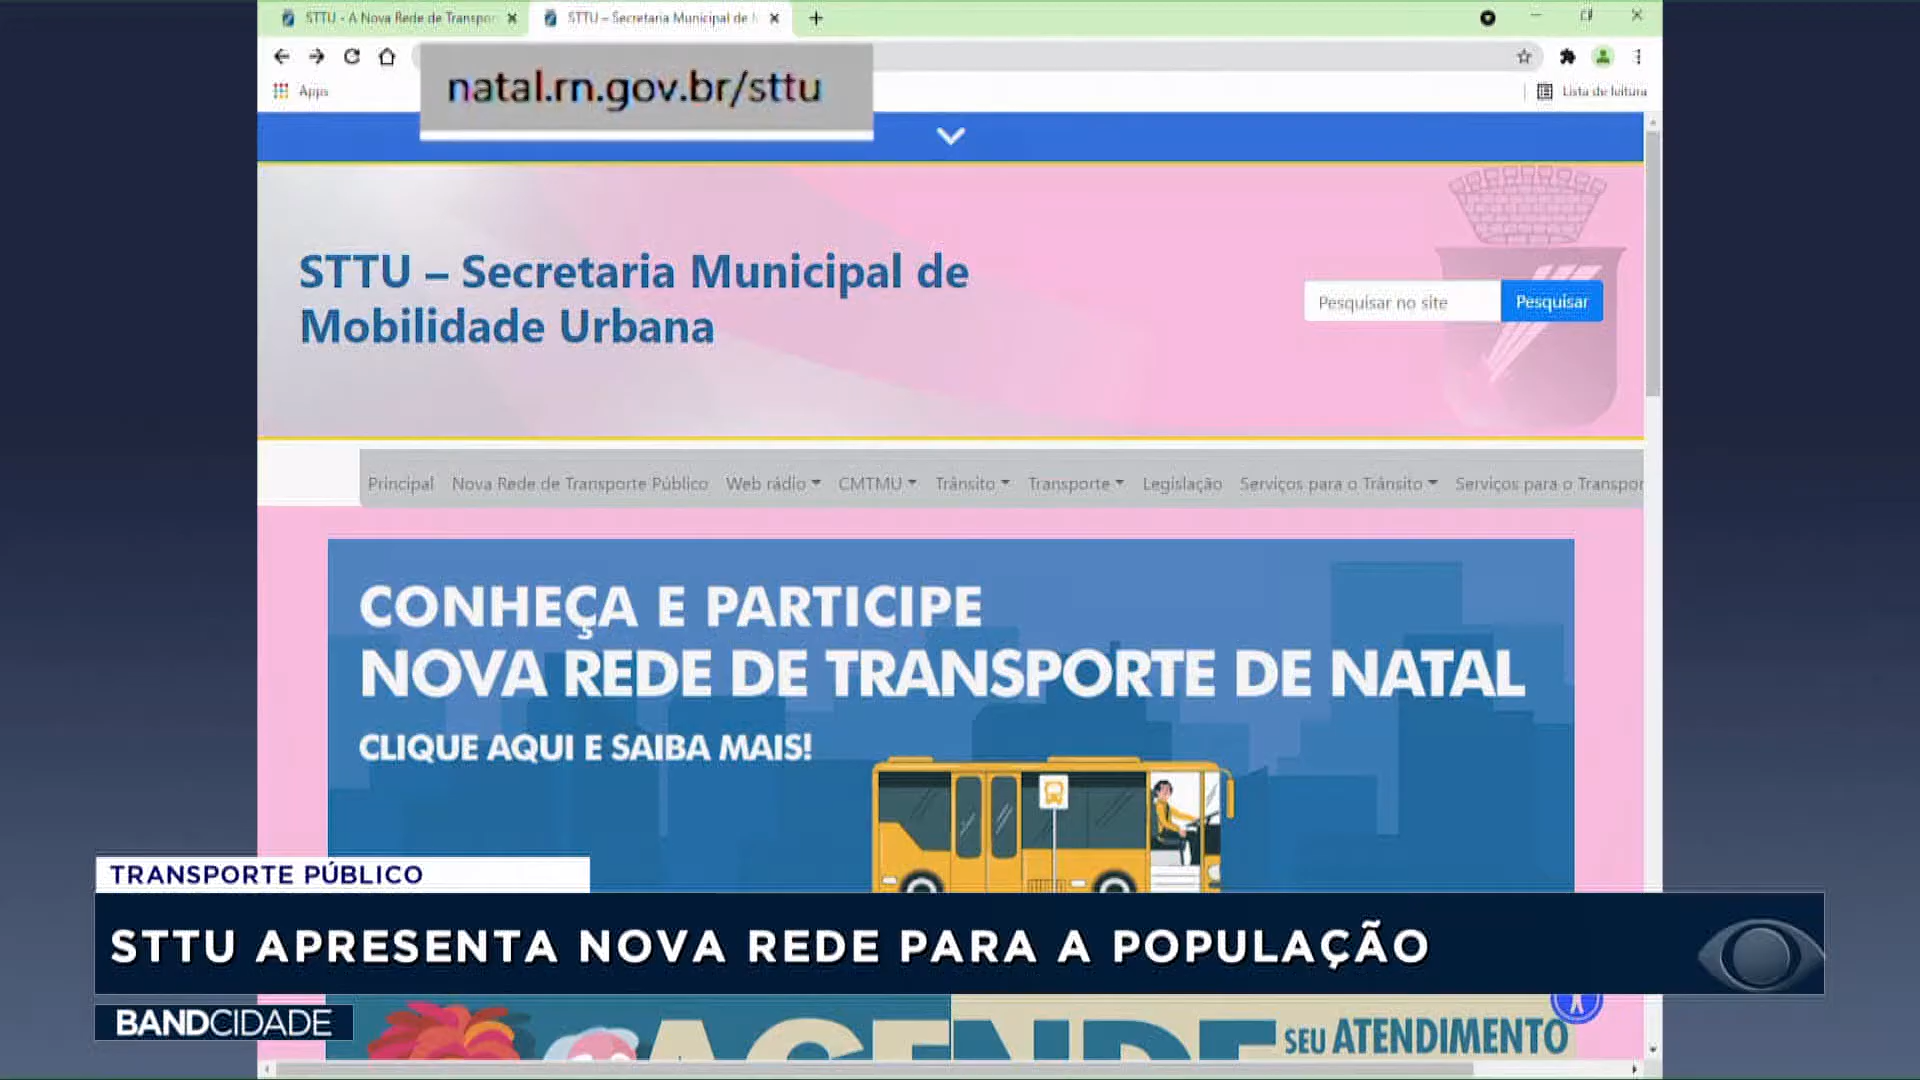 STTU - A Nova Rede de Transpor
STTU – Secretaria Municipal de M
natal.rn.gov.br/sttu
Apps
Lista de leitura
STTU – Secretaria Municipal de
Mobilidade Urbana
Pesquisar no site
Pesquisar
Principal Nova Rede de Transporte Público Web rádio CMTMU Trânsito Transporte Legislação Serviços para o Trânsito Serviços para o Transpor
CONHEÇA E PARTICIPE
NOVA REDE DE TRANSPORTE DE NATAL
CLIQUE AQUI E SAIBA MAIS!
TRANSPORTE PÚBLICO
STTU APRESENTA NOVA REDE PARA A POPULAÇÃO
BANDCIDADE
AGENDE
SEU ATENDIMENTO